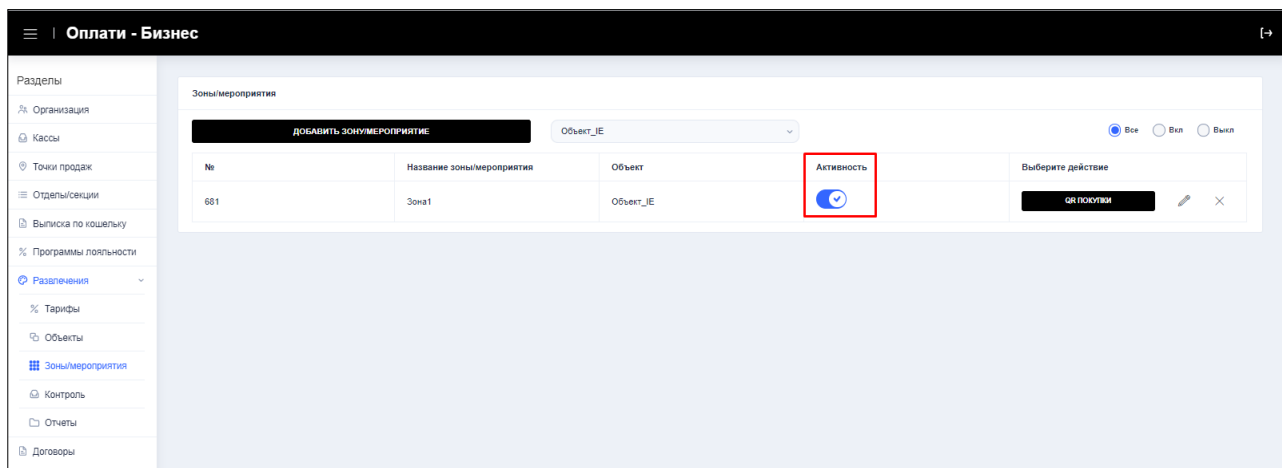 Оплати - Бизнес
Разделы
Организация
Кассы
Точки продаж
Отделы/секции
Выписка по кошельку
Программы лояльности
Развлечения
Тарифы
Объекты
Зоны/мероприятия
Контроль
Отчеты
Договоры
Зоны/мероприятия
ДОБАВИТЬ ЗОНУ/МЕРОПРИЯТИЕ Объект_IE Все Вкл Выкл
№ Название зоны/мероприятия Объект Активность Выберите действие
681 Зона1 Объект_IE QR ПОКУПКИ